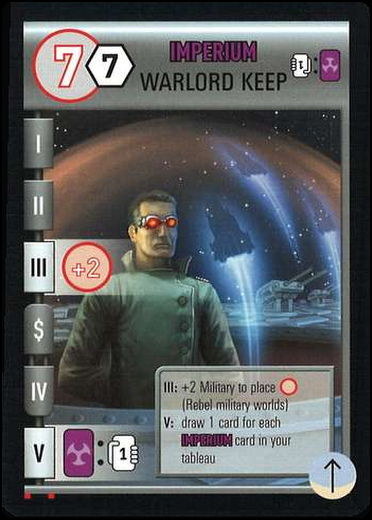 7
7
IMPERIUM
WARLORD KEEP
1 :
I
II
III +2
$
IV
V : 1
III: +2 Military to place
(Rebel military worlds)
V: draw 1 card for each
IMPERIUM card in your
tableau